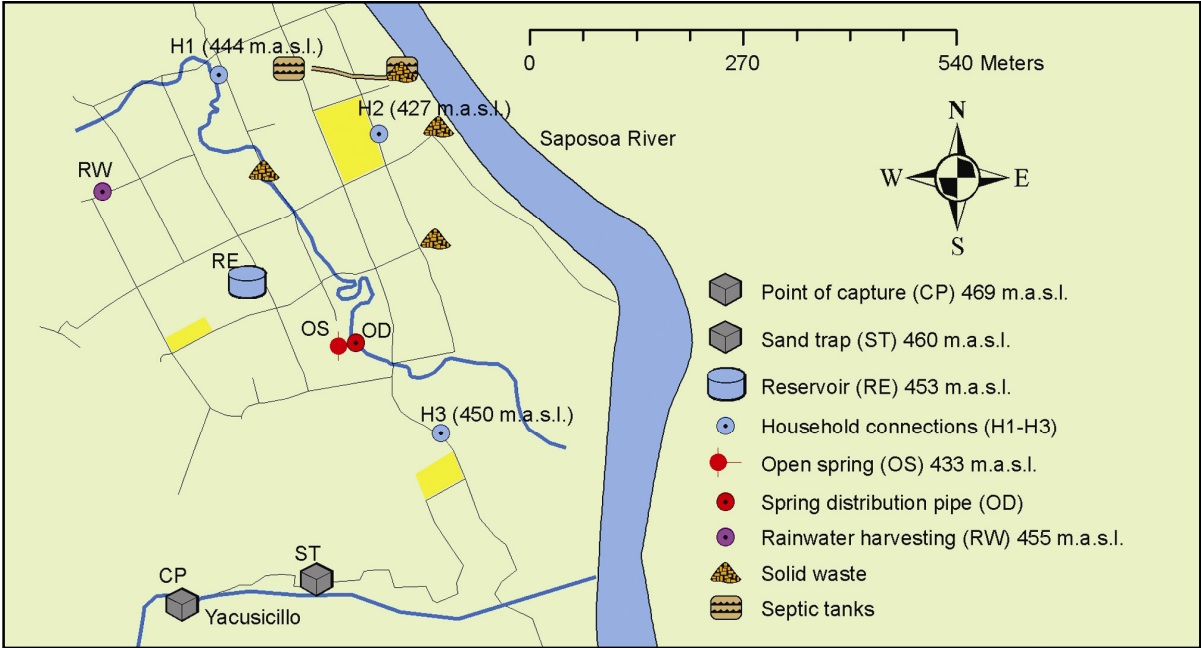 H1 (444 m.a.s.l.)
0 270 540 Meters
H2 (427 m.a.s.l.)
Saposoa River
N
W E
S
RW
RE
OS OD
H3 (450 m.a.s.l.)
ST
CP
Yacusicillo
Point of capture (CP) 469 m.a.s.l.
Sand trap (ST) 460 m.a.s.l.
Reservoir (RE) 453 m.a.s.l.
Household connections (H1-H3)
Open spring (OS) 433 m.a.s.l.
Spring distribution pipe (OD)
Rainwater harvesting (RW) 455 m.a.s.l.
Solid waste
Septic tanks